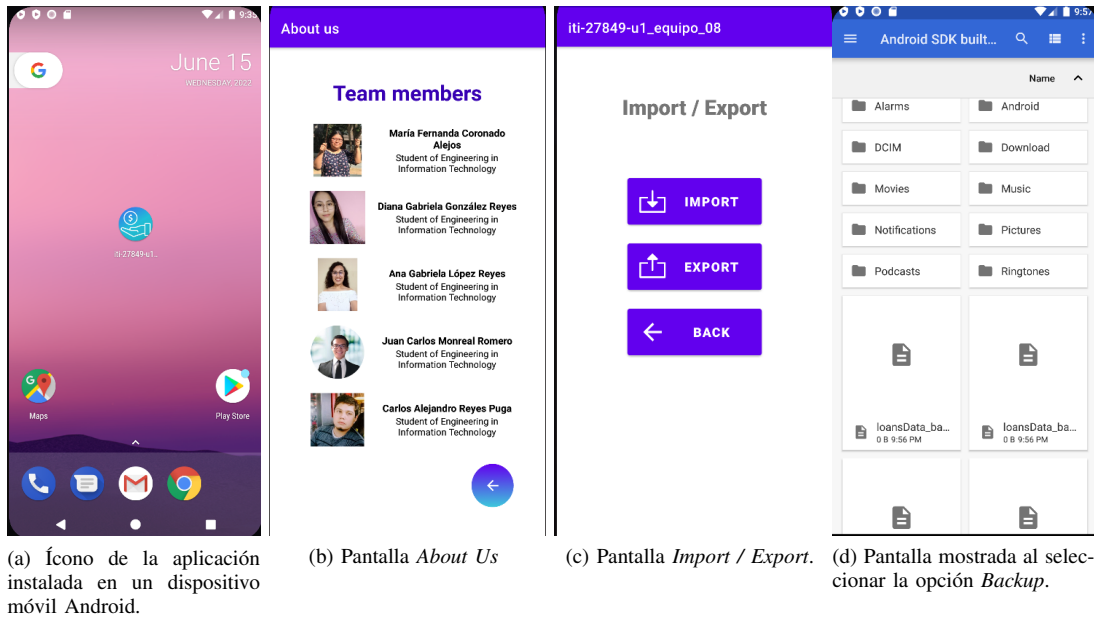 9:35
June 15
WEDNESDAY, 2022
iti-27849-u1...
Maps
Play Store
(a) Ícono de la aplicación
instalada en un dispositivo
móvil Android.
About us
Team members
María Fernanda Coronado
Alejos
Student of Engineering in
Information Technology
Diana Gabriela González Reyes
Student of Engineering in
Information Technology
Ana Gabriela López Reyes
Student of Engineering in
Information Technology
Juan Carlos Monreal Romero
Student of Engineering in
Information Technology
Carlos Alejandro Reyes Puga
Student of Engineering in
Information Technology
(b) Pantalla About Us
iti-27849-u1_equipo_08
Import / Export
IMPORT
EXPORT
BACK
(c) Pantalla Import / Export.
9:57
Android SDK built...
Name
Alarms
Android
DCIM
Download
Movies
Music
Notifications
Pictures
Podcasts
Ringtones
loansData_ba...
0 B 9:56 PM
loansData_ba...
0 B 9:56 PM
(d) Pantalla mostrada al selec-
cionar la opción Backup.